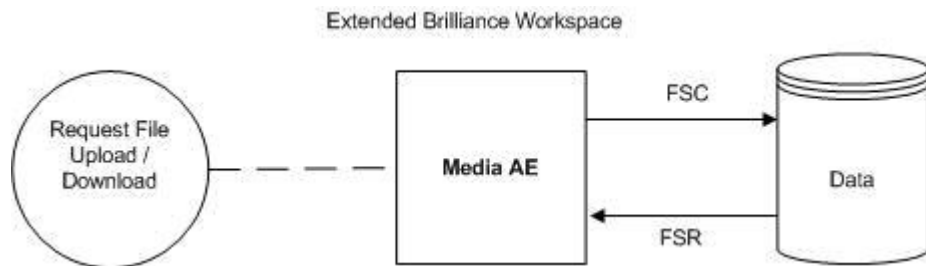 Extended Brilliance Workspace
Request File
Upload /
Download
Media AE
FSC
Data
FSR